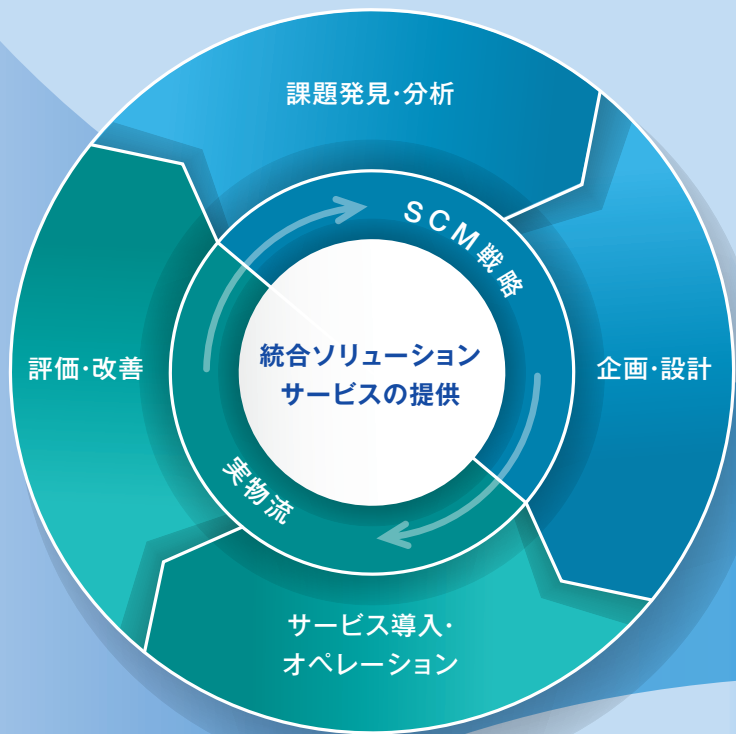 課題発見・分析
SCM戦略
統合ソリューション
サービスの提供
評価・改善
企画・設計
実物流
サービス導入・
オペレーション